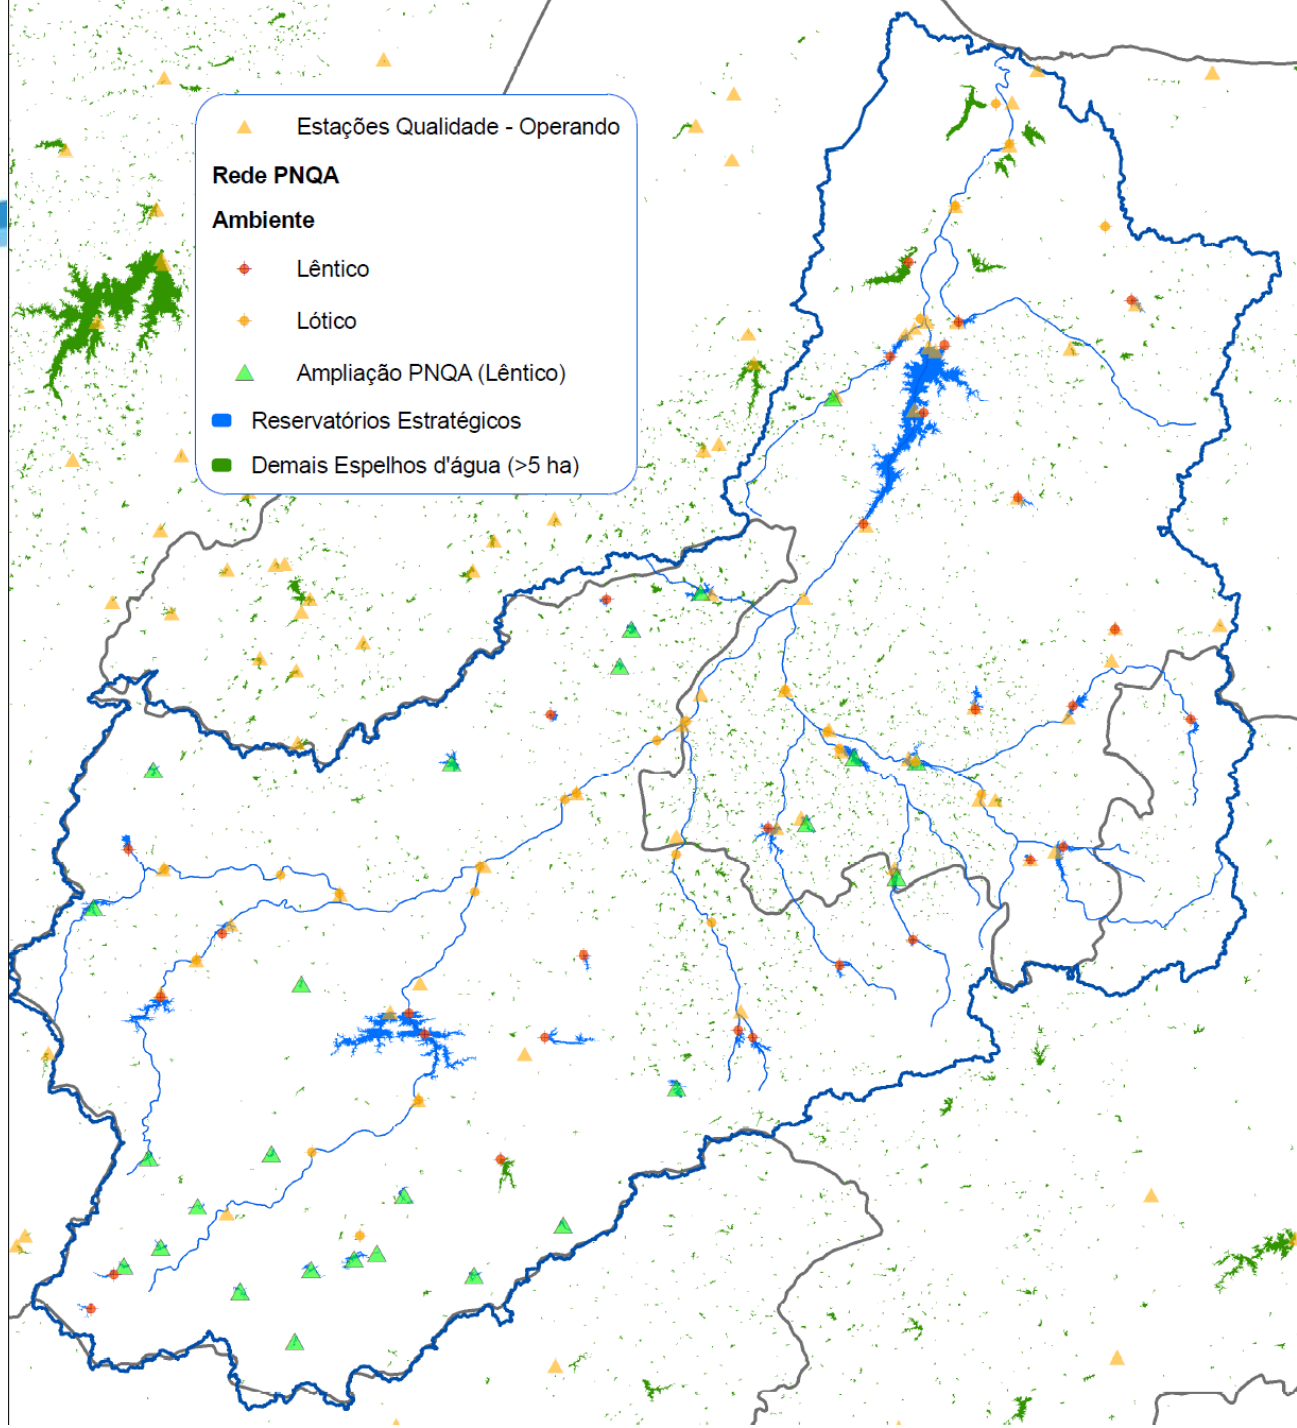 Estações Qualidade - Operando
Rede PNQA
Ambiente
Lêntico
Lótico
Ampliação PNQA (Lêntico)
Reservatórios Estratégicos
Demais Espelhos d'água (>5 ha)